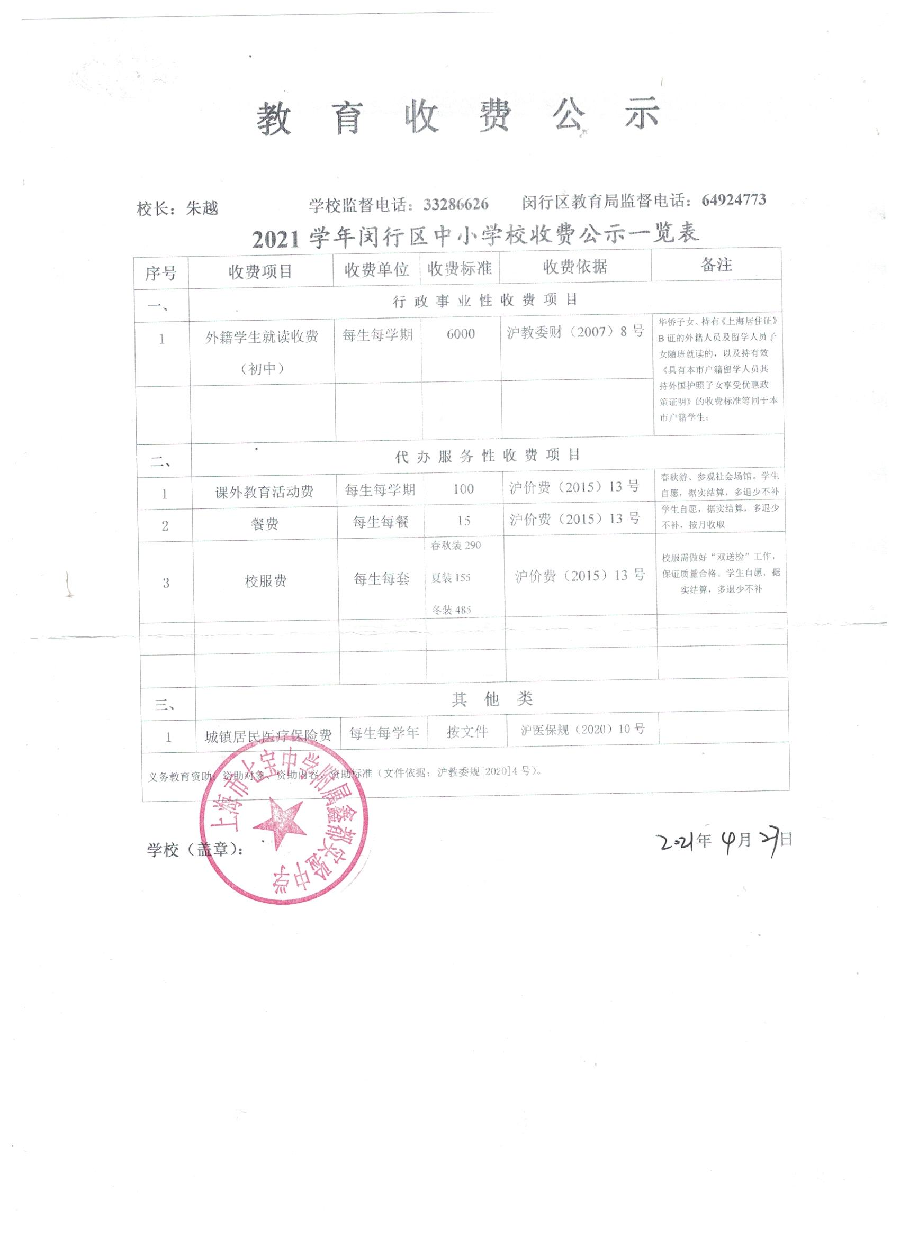 教育收费公示
校长：朱越 学校监督电话：33286626 闵行区教育局监督电话：64924773
2021学年闵行区中小学校收费公示一览表
序号 收费项目 收费单位 收费标准 收费依据 备注
一、 行政事业性收费项目
1 外籍学生就读收费（初中） 每生每学期 6000 沪教委财（2007）8号
华侨子女、持有《上海居住证》
B证的外籍人员及留学人员子
女随班就读的，以及持有效
《具有本市户籍留学人员其
持外国护照子女享受优惠政
策证明》的收费标准等同于本
市户籍学生；
二、 代办服务性收费项目
1 课外教育活动费 每生每学期 100 沪价费（2015）13号
春秋游、参观社会场馆，学生
自愿，据实结算，多退少不补
2 餐费 每生每餐 15 沪价费（2015）13号
学生自愿，据实结算，多退少
不补，按月收取
3 校服费 每生每套
春秋装290
夏装155
冬装485
沪价费（2015）13号
校服需做好“双送检”工作，
保证质量合格。学生自愿，据
实结算，多退少不补
三、 其他类
1 城镇居民医疗保险费 每生每学年 按文件 沪医保规（2020）10号
义务教育资助：资助对象、资助内容、资助标准（文件依据：沪教委规 2020]4号）。
学校（盖章）：
上海市七宝中学附属鑫都实验中学
2021年4月27日